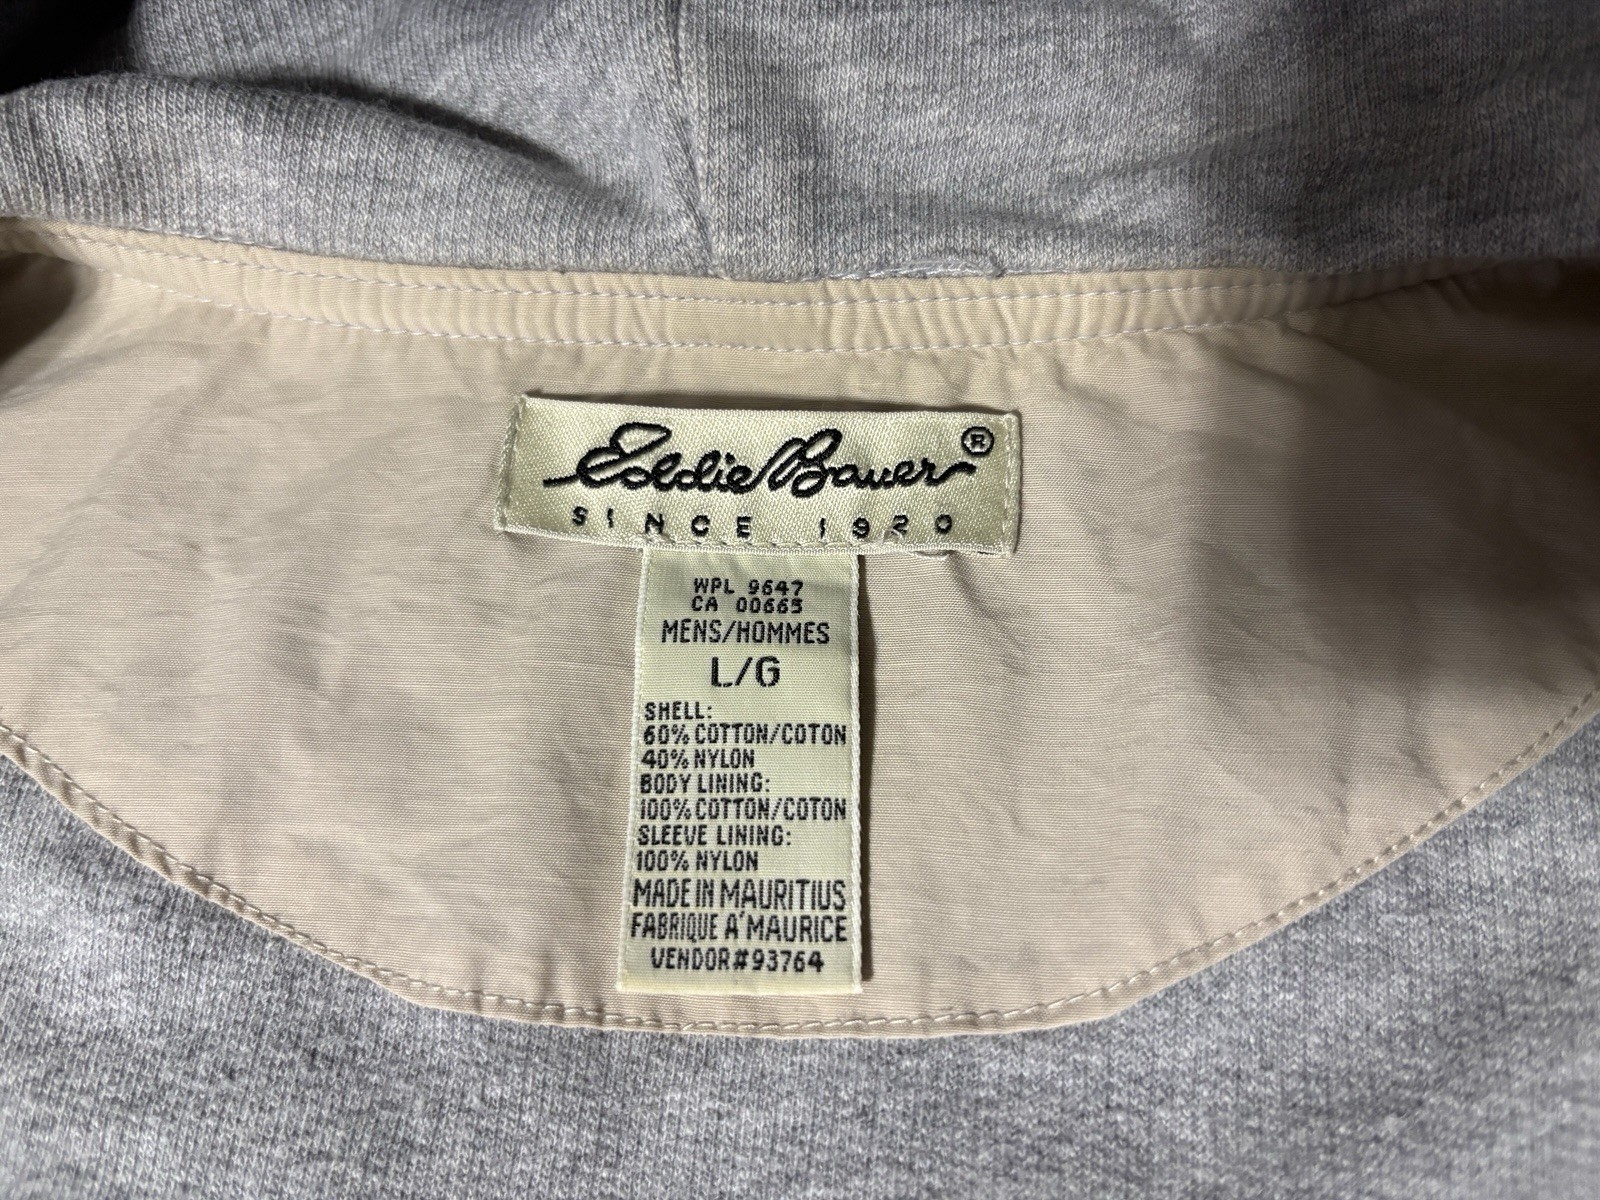 Eddie Bauer®
SINCE 1920
WPL 9647
CA 00665
MENS/HOMMES
L/G
SHELL:
60% COTTON/COTON
40% NYLON
BODY LINING:
100% COTTON/COTON
SLEEVE LINING:
100% NYLON
MADE IN MAURITIUS
FABRIQUE A'MAURICE
VENDOR#93764